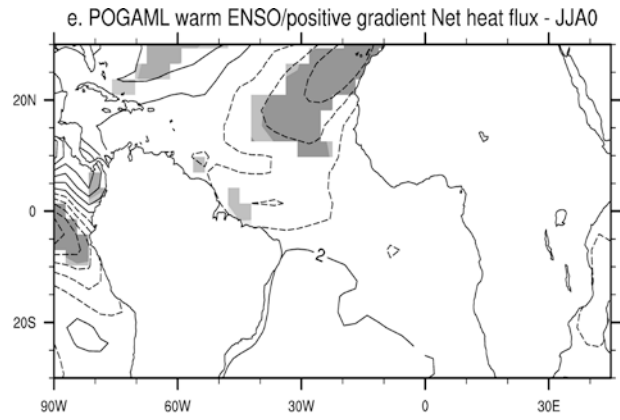 e. POGAML warm ENSO/positive gradient Net heat flux - JJA0
20N
0
2
20S
90W 60W 30W 0 30E